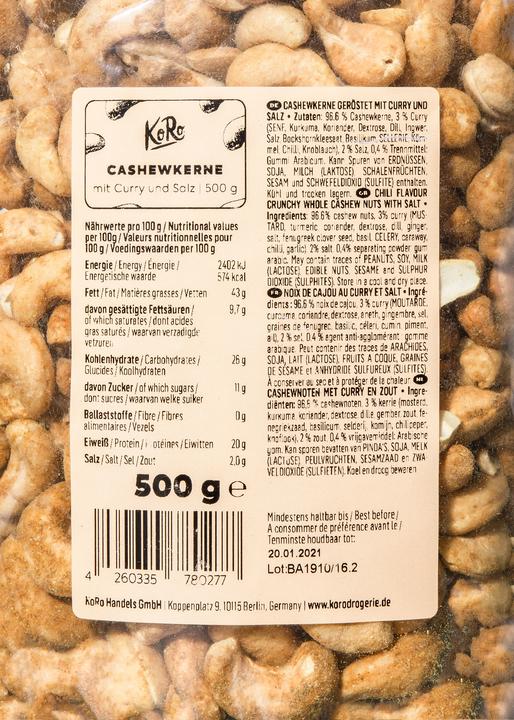 KoRo
CASHEWKERNE
mit Curry und Salz | 500 g
Nährwerte pro 100 g / Nutritional values
per 100g / Valeurs nutritionnelles pour
100 g / Voedingswaarden per 100 g
Energie / Energy / Énergie /
Energetische waarde
2402 kJ
574 kcal
Fett / Fat / Matières grasses / Vetten
43 g
davon gesättigte Fettsäuren /
of which saturates / dont acides
gras saturés / waarvan verzadigde
vetzuren
9,7 g
Kohlenhydrate / Carbohydrates /
Glucides / Koolhydraten
26 g
davon Zucker / of which sugars /
dont sucres / waarvan welke suiker
11 g
Ballaststoffe / Fibre / Fibres
alimentaires / Vezels
0 g
Eiweiß / Protein / Protéines / Eiwitten
20 g
Salz / Salt / Sel / Zout
2,0 g
500 g e
4 260335 780277
DE CASHEWKERNE GERÖSTET MIT CURRY UND
SALZ • Zutaten: 96,6 % Cashewkerne, 3 % Curry
(SENF, Kurkuma, Koriander, Dextrose, Dill, Ingwer,
Salz, Bockshornkleesaat, Basilikum, SELLERIE, Küm-
mel, Chili, Knoblauch), 2 % Salz, 0,4 % Trennmittel:
Gummi Arabicum. Kann Spuren von ERDNÜSSEN,
SOJA, MILCH (LAKTOSE), SCHALENFRÜCHTEN,
SESAM und SCHWEFELDIOXID (SULFITE) enthalten.
Kühl und trocken lagern. GB CHILI FLAVOUR
CRUNCHY WHOLE CASHEW NUTS WITH SALT •
Ingredients: 96.6% cashew nuts, 3% curry (MUS-
TARD, turmeric, coriander, dextrose, dill, ginger,
salt, fenugreek clover seed, basil, CELERY, caraway,
chili, garlic), 2% salt, 0,4% separating powder: gum
arabic. May contain traces of PEANUTS, SOY, MILK
(LACTOSE), EDIBLE NUTS, SESAME and SULPHUR
DIOXIDE (SULPHITES). Store in a cool and dry place.
FR NOIX DE CAJOU AU CURRY ET SALT • Ingré-
dients : 96,6 % noix de cajou, 3 % curry (MOUTARDE,
curcuma, coriandre, dextrose, aneth, gingembre, sel,
graines de fenugrec, basilic, céleri, cumin, piment,
ail), 2 % sel, 0,4 % agent anti-agglomérant : gomme
arabique. Peut contenir des traces de ARACHIDES,
SOJA, LAIT (LACTOSE), FRUITS A COQUE, GRAINES
DE SÉSAME et ANHYDRIDE SULFUREUX (SULFITES).
À conserver au sec et à protéger de la chaleur.
CASHEWNOTEN MET CURRY EN ZOUT • Ingre-
diënten: 96,6 % cashewnoten, 3 % kerrie (mosterd,
kurkuma, koriander, dextrose, dille, gember, zout, fe-
negriekzaad, basilicum, selderij, komijn, chilipeper,
knoflook), 2 % zout, 0,4 % vrijgavemiddel: Arabische
gom. Kan sporen bevatten van PINDA'S, SOJA, MELK
(LACTOSE), PEULVRUCHTEN, SESAMZAAD en ZWA-
VELDIOXIDE (SULFIETEN). Koel en droog bewaren
Mindestens haltbar bis / Best before /
A consommer de préférence avant le /
Tenminste houdbaar tot:
20.01.2021
Lot:BA1910/16.2
KoRo Handels GmbH | Koppenplatz 9, 10115 Berlin, Germany | www.korodrogerie.de